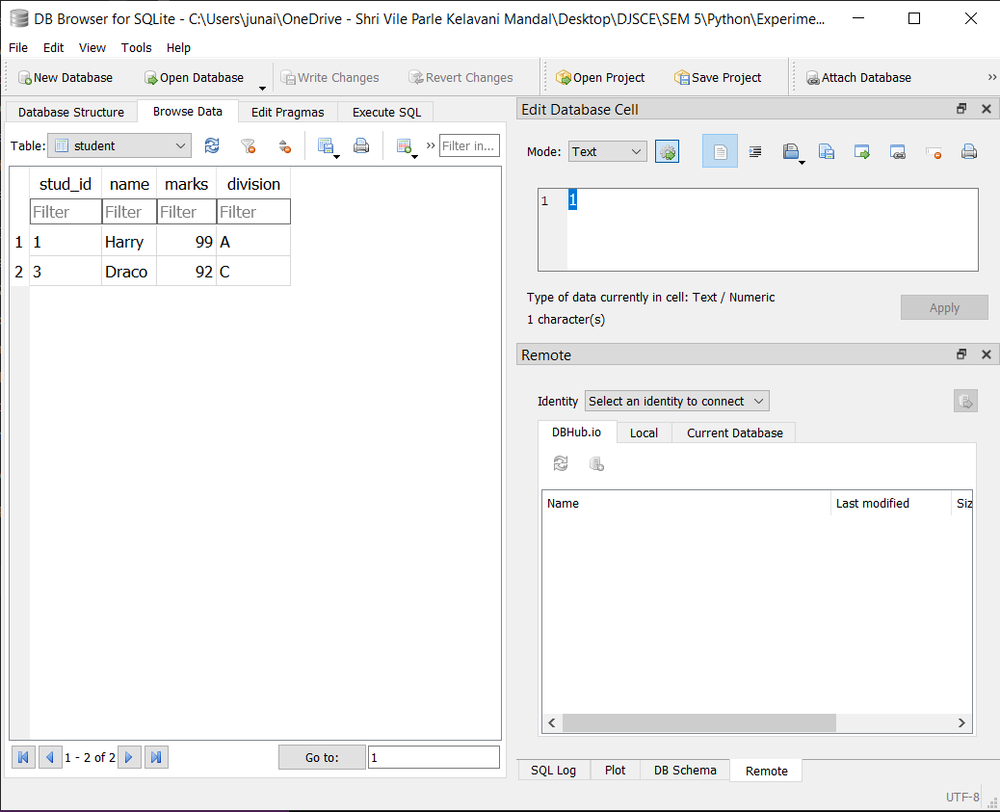 DB Browser for SQLite - C:\Users\junai\OneDrive - Shri Vile Parle Kelavani Mandal\Desktop\DJSCE\SEM 5\Python\Experime...
File Edit View Tools Help
New Database Open Database Write Changes Revert Changes Open Project Save Project Attach Database »
Database Structure Browse Data Edit Pragmas Execute SQL
Table: student » Filter in...
stud_id name marks division
Filter Filter Filter Filter
1 1 Harry 99 A
2 3 Draco 92 C
1 - 2 of 2 Go to: 1
Edit Database Cell
Mode: Text
1 1
Type of data currently in cell: Text / Numeric
1 character(s)
Apply
Remote
Identity Select an identity to connect
DBHub.io Local Current Database
Name Last modified Siz
SQL Log Plot DB Schema Remote
UTF-8